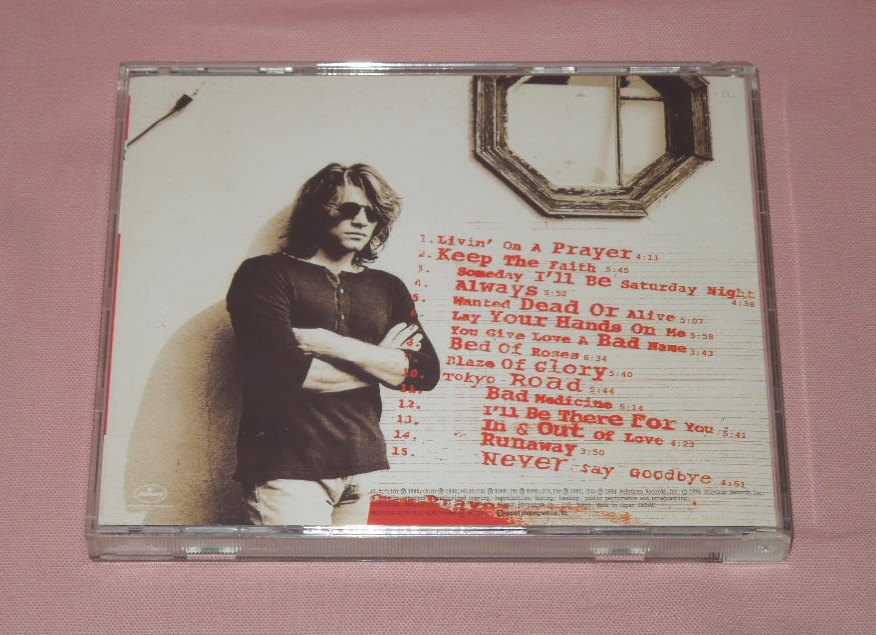 1. Livin' On A Prayer 4:11
2. Keep The Faith 5:45
3. Someday I'll Be Saturday Night 4:38
4. Always 5:52
5. Wanted Dead Or Alive 5:07
Lay Your Hands On Me 5:58
You Give Love A Bad Name 3:43
Bed Of Roses 6:34
Blaze Of Glory 5:40
10. Tokyo Road 5:44
11. Bad Medicine 5:14
12. I'll Be There For You 5:41
13. In & Out of Love 4:23
14. Runaway 3:50
15. Never say Goodbye 4:51
Made in Japan